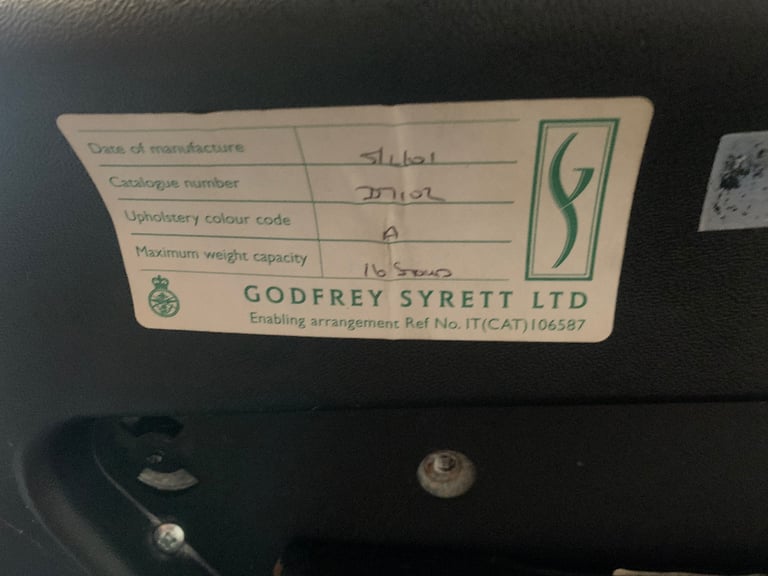 Date of manufacture
Catalogue number D7102
Upholstery colour code A
Maximum weight capacity 16
GODFREY SYRETT LTD
Enabling arrangement Ref No. IT(CAT)106587